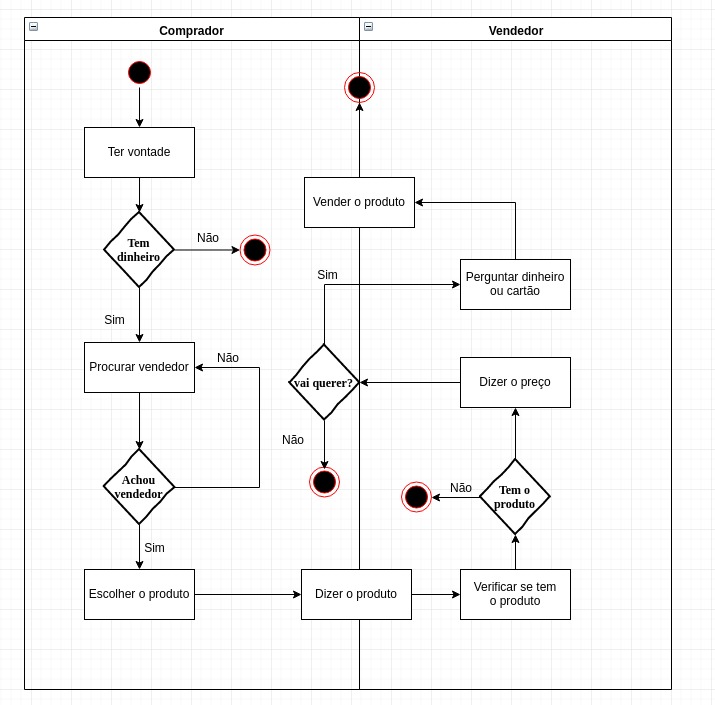 Comprador
Vendedor
Ter vontade
Vender o produto
Tem
dinheiro
Não
Sim
Perguntar dinheiro
ou cartão
Sim
Procurar vendedor
Não
vai querer?
Dizer o preço
Não
Achou
vendedor
Não
Tem o
produto
Sim
Escolher o produto
Dizer o produto
Verificar se tem
o produto